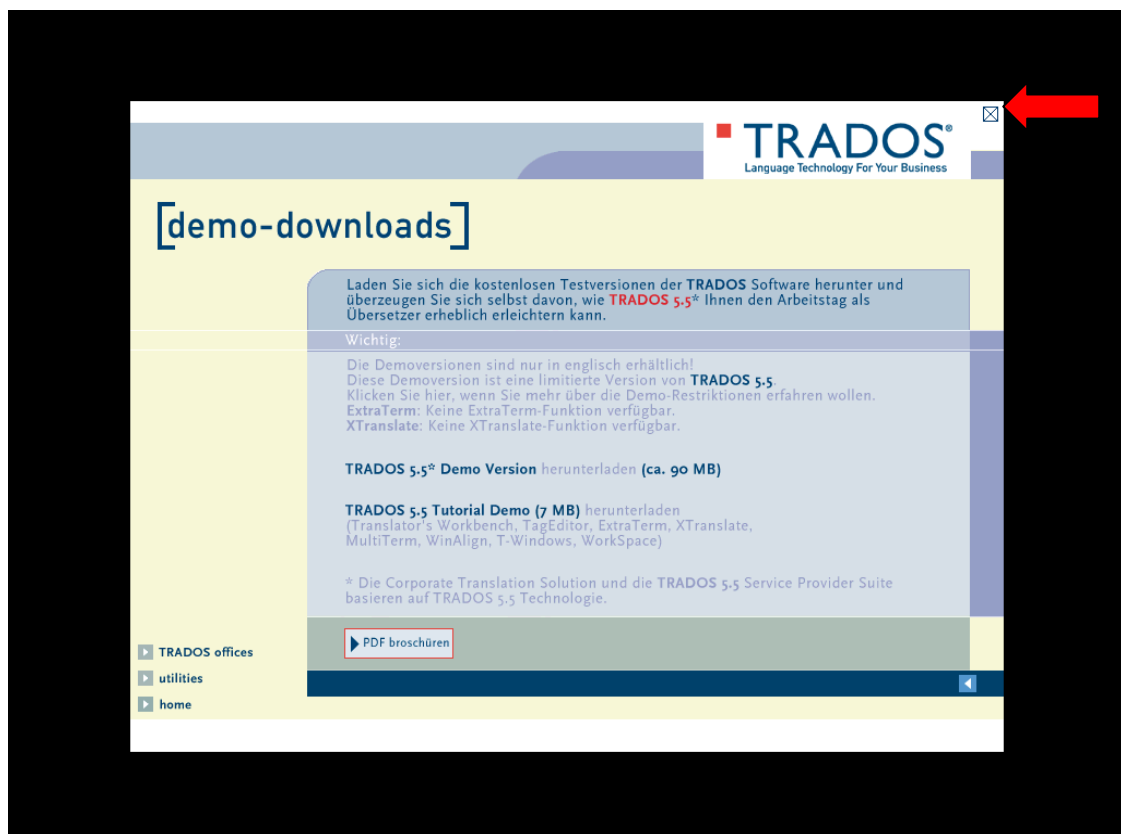 TRADOS®
Language Technology For Your Business
[demo-downloads]
Laden Sie sich die kostenlosen Testversionen der TRADOS Software herunter und
überzeugen Sie sich selbst davon, wie TRADOS 5.5* Ihnen den Arbeitstag als
Übersetzer erheblich erleichtern kann.
Wichtig:
Die Demoversionen sind nur in englisch erhältlich!
Diese Demoversion ist eine limitierte Version von TRADOS 5.5.
Klicken Sie hier, wenn Sie mehr über die Demo-Restriktionen erfahren wollen.
ExtraTerm: Keine ExtraTerm-Funktion verfügbar.
XTranslate: Keine XTranslate-Funktion verfügbar.
TRADOS 5.5* Demo Version herunterladen (ca. 90 MB)
TRADOS 5.5 Tutorial Demo (7 MB) herunterladen
(Translator's Workbench, TagEditor, ExtraTerm, XTranslate,
MultiTerm, WinAlign, T-Windows, WorkSpace)
* Die Corporate Translation Solution und die TRADOS 5.5 Service Provider Suite
basieren auf TRADOS 5.5 Technologie.
PDF broschüren
TRADOS offices
utilities
home